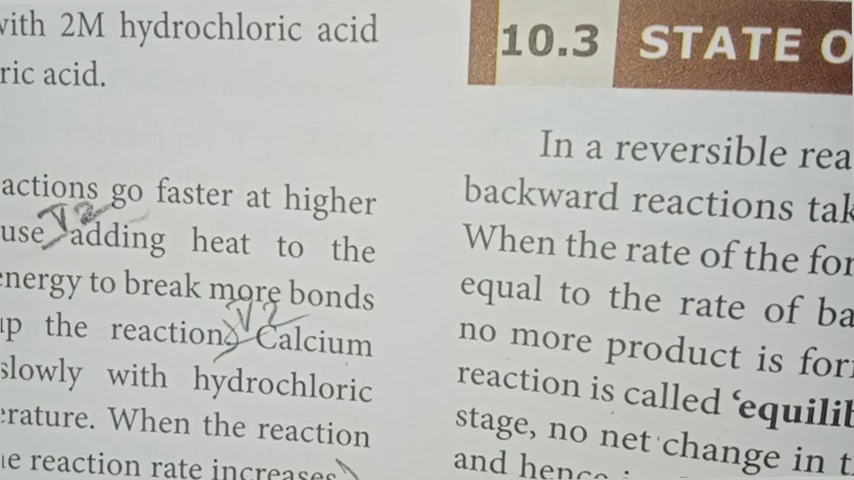 with 2M hydrochloric acid
ric acid.
actions go faster at higher
use adding heat to the
energy to break more bonds
up the reaction. Calcium
slowly with hydrochloric
erature. When the reaction
he reaction rate increases
10.3 STATE O
In a reversible rea
backward reactions tak
When the rate of the for
equal to the rate of ba
no more product is for
reaction is called ‘equilib
stage, no net change in t
and hence